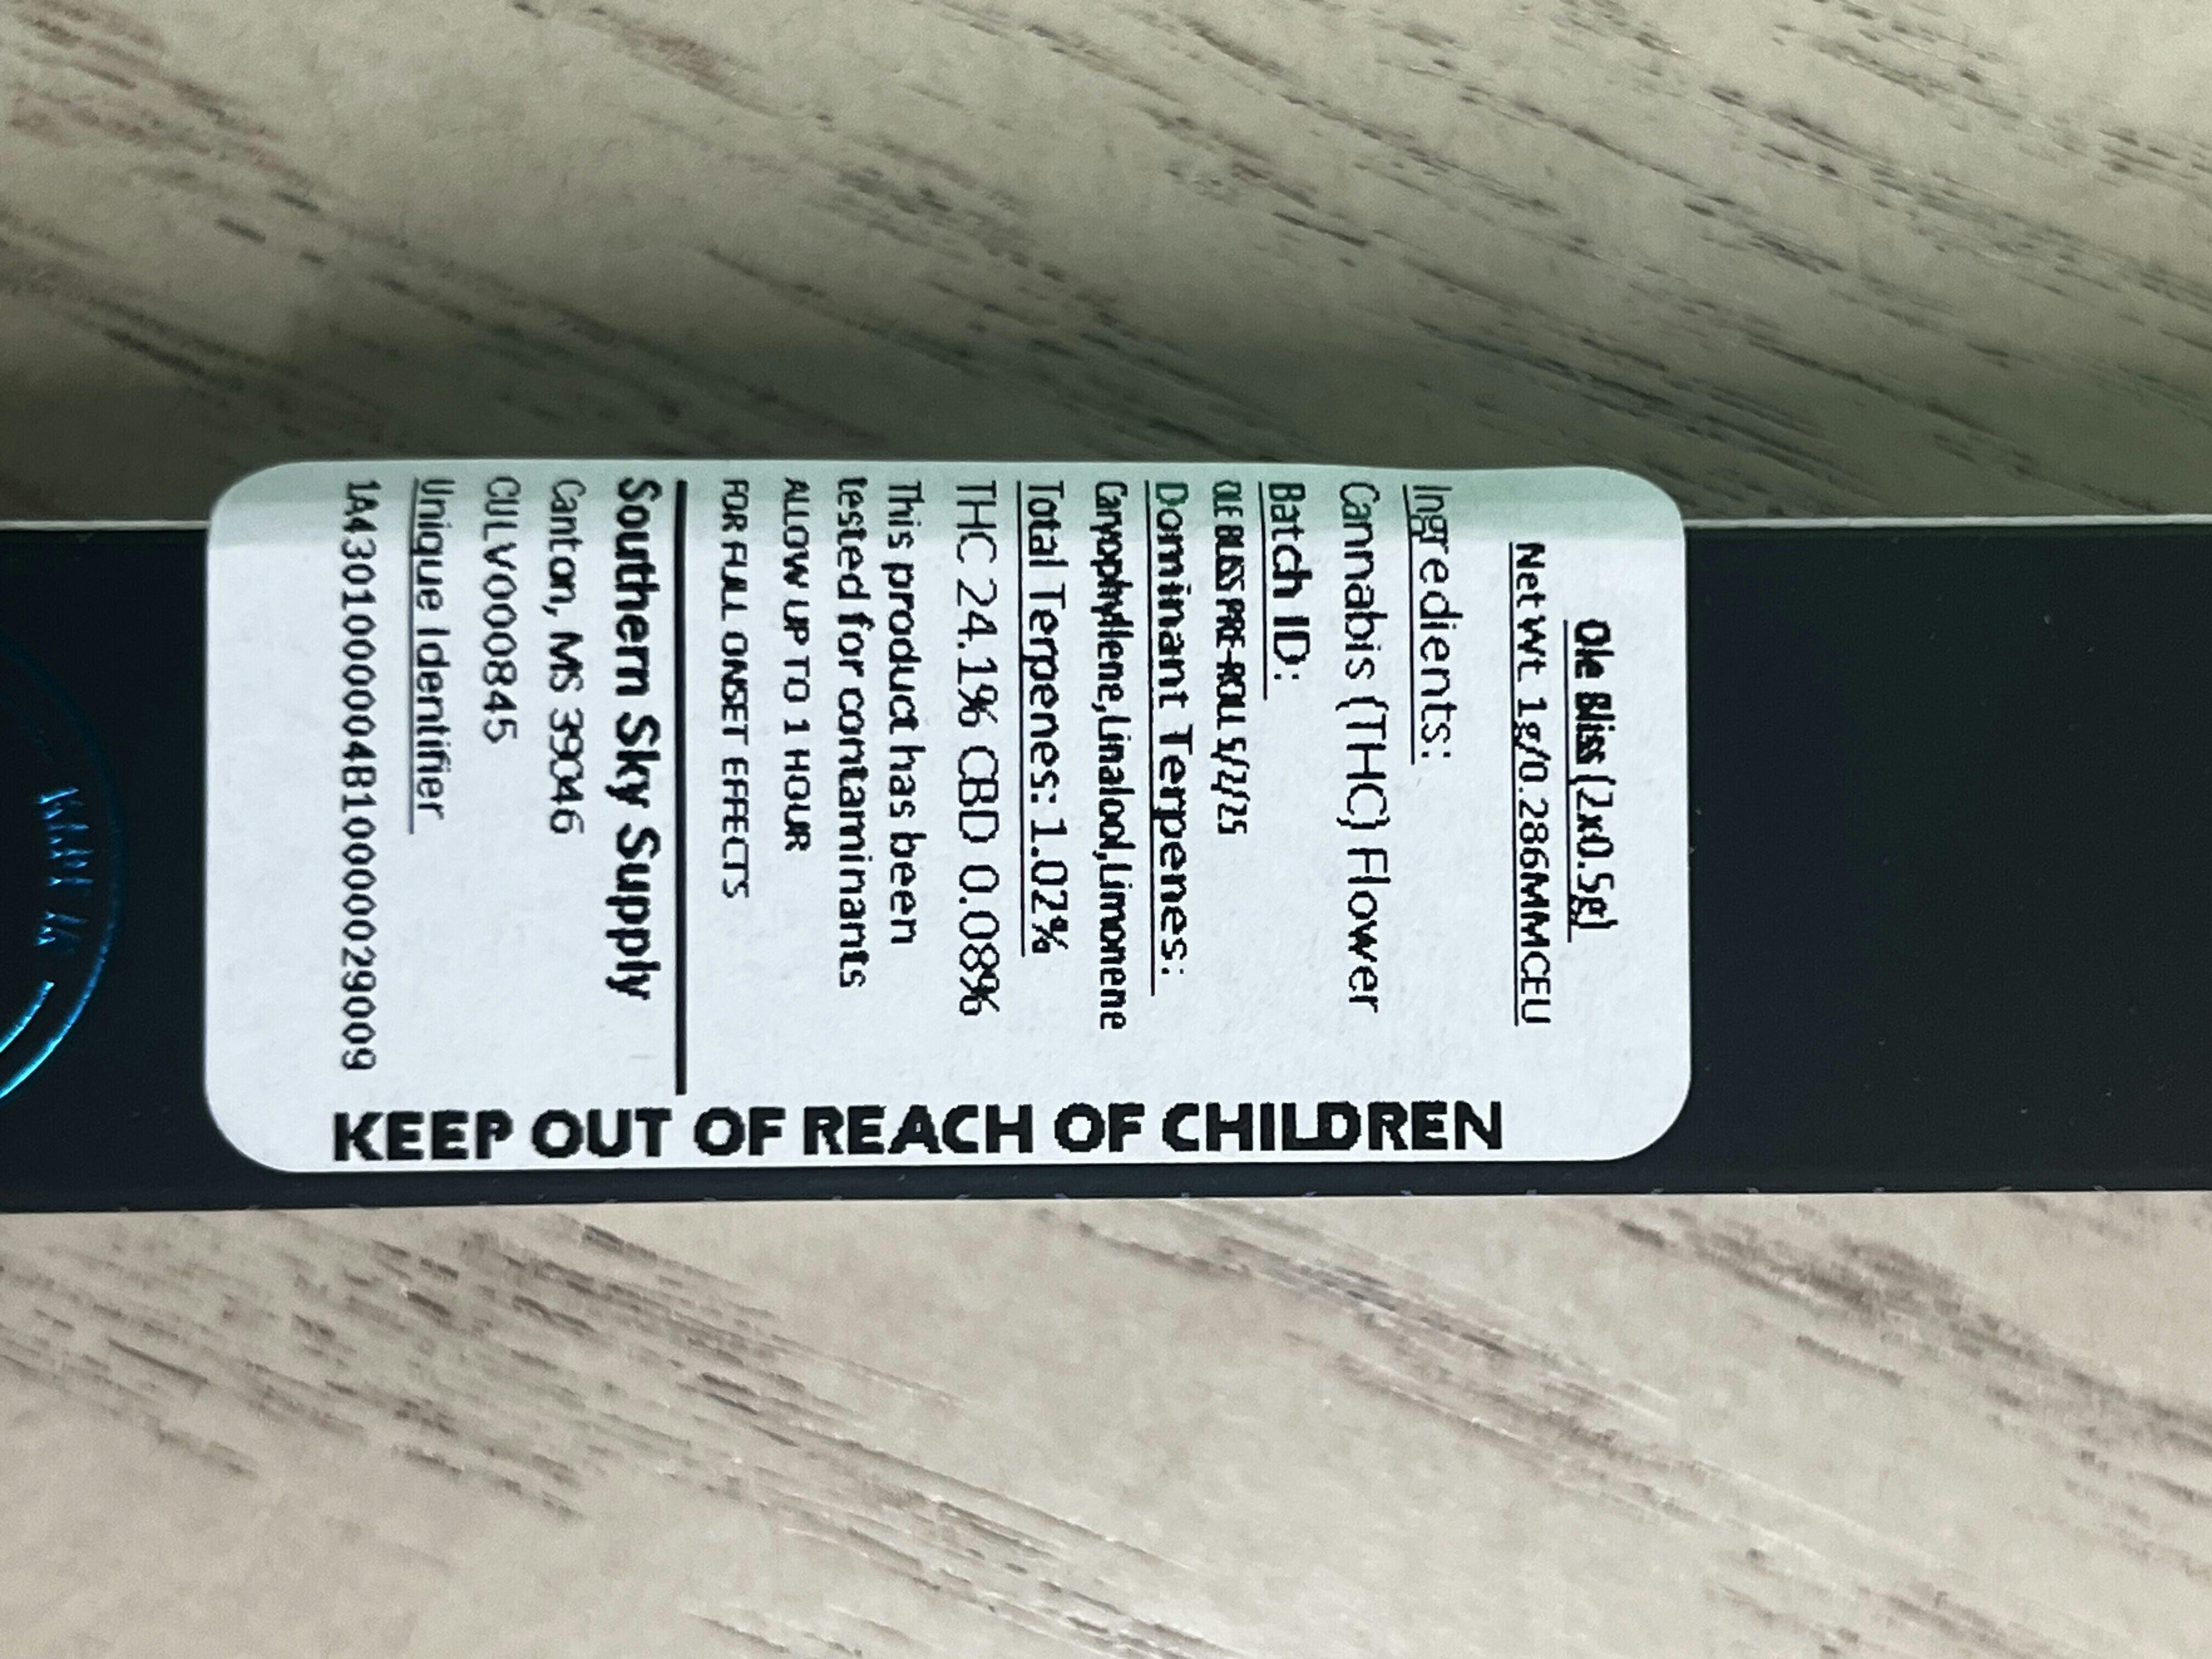 Ole Bliss (2x0.5g)
Net Wt. 1g/0.286MMCEU
Ingredients:
Cannabis (THC) Flower
Batch ID:
OLE BLISS PRE-ROLL 5/2/25
Dominant Terpenes:
Caryophyllene,Linalool,Limonene
Total Terpenes: 1.02%
THC 24.1% CBD 0.08%
This product has been
tested for contaminants
ALLOW UP TO 1 HOUR
FOR FULL ONSET EFFECTS
Southern Sky Supply
Canton, MS 39046
CULV000845
Unique Identifier
1A4301000004B10000029009
KEEP OUT OF REACH OF CHILDREN